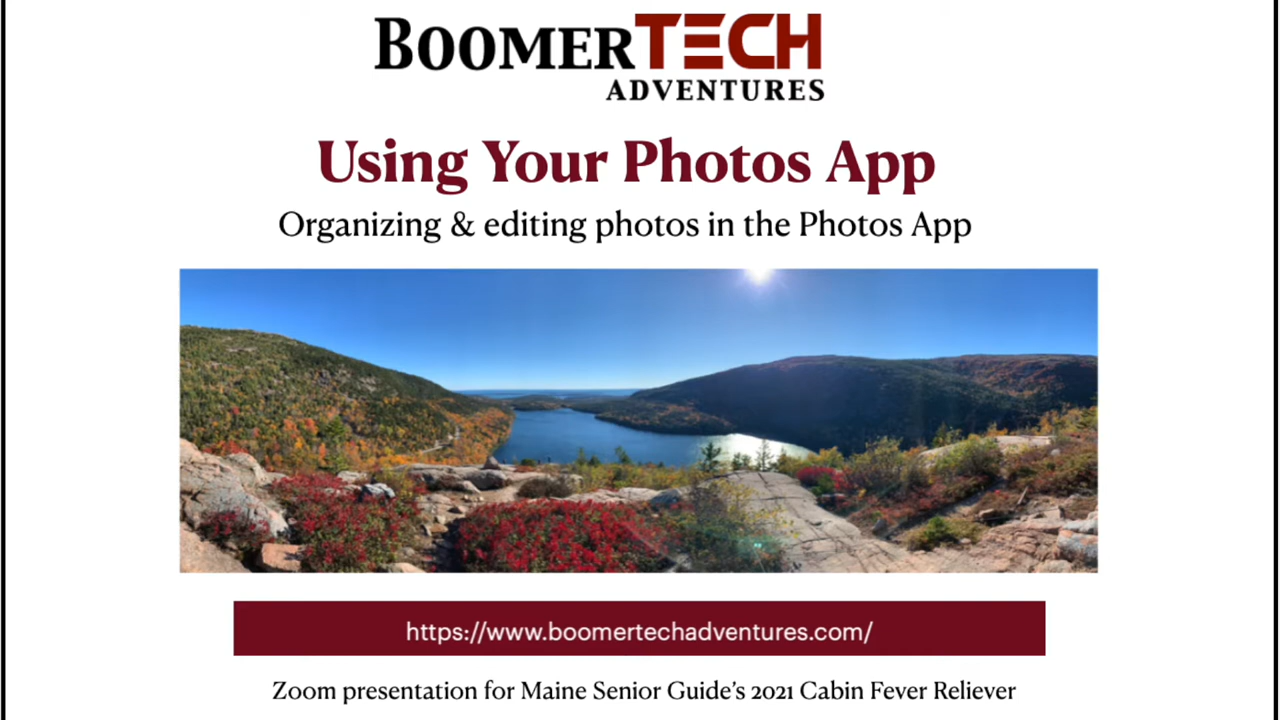 BOOMERTECH
ADVENTURES
Using Your Photos App
Organizing & editing photos in the Photos App
https://www.boomertechadventures.com/
Zoom presentation for Maine Senior Guide's 2021 Cabin Fever Reliever